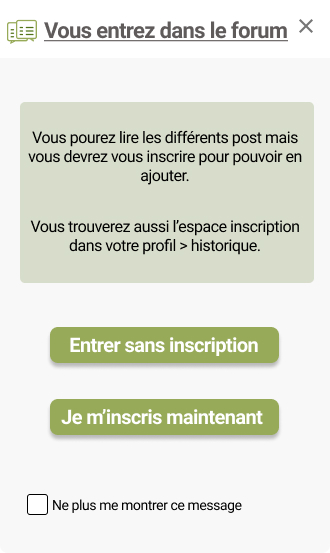 Vous entrez dans le forum
Vous pourez lire les différents post mais
vous devrez vous inscrire pour pouvoir en
ajouter.
Vous trouverez aussi l’espace inscription
dans votre profil > historique.
Entrer sans inscription
Je m’inscris maintenant
Ne plus me montrer ce message